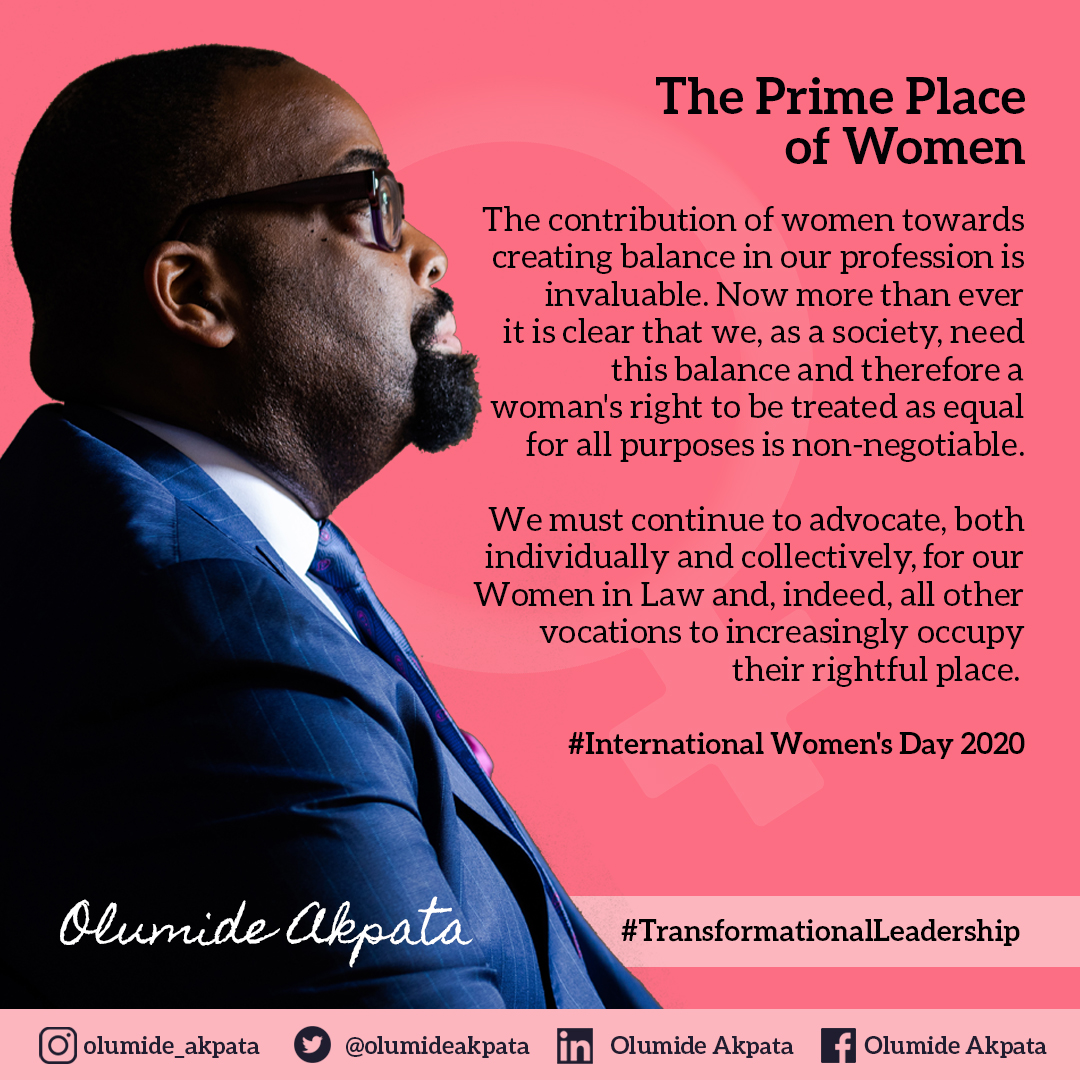 The Prime Place
of Women
The contribution of women towards
creating balance in our profession is
invaluable. Now more than ever
it is clear that we, as a society, need
this balance and therefore a
woman's right to be treated as equal
for all purposes is non-negotiable.
We must continue to advocate, both
individually and collectively, for our
Women in Law and, indeed, all other
vocations to increasingly occupy
their rightful place.
#International Women's Day 2020
Olumide Akpata
#TransformationalLeadership
olumide_akpata @olumideakpata Olumide Akpata Olumide Akpata